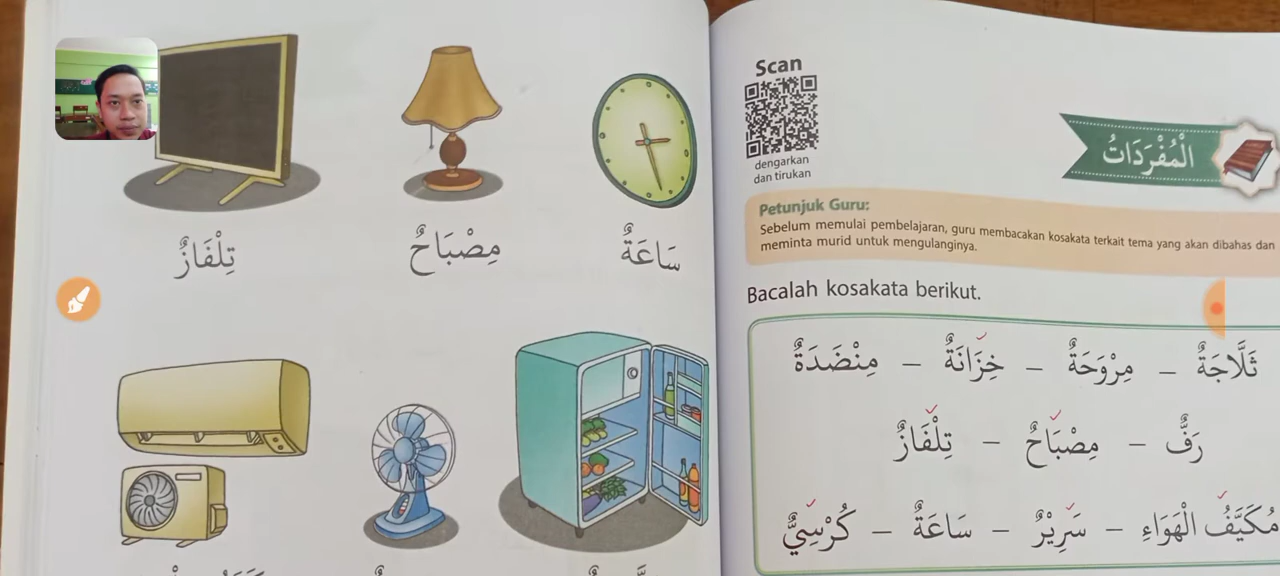 تِلْفَازٌ
مِصْبَاحٌ
سَاعَةٌ
Scan
dengarkan
dan tirukan
الْمُفْرَدَاتُ
Petunjuk Guru:
Sebelum memulai pembelajaran, guru membacakan kosakata terkait tema yang akan dibahas dan
meminta murid untuk mengulanginya.
Bacalah kosakata berikut.
ثَلَّاجَةٌ – مِرْوَحَةٌ – خِزَانَةٌ – مِنْضَدَةٌ
رَفٌّ – مِصْبَاحٌ – تِلْفَازٌ
مُكَيَّفُ الْهَوَاءِ – سَرِيْرٌ – سَاعَةٌ – كُرْسِيٌّ